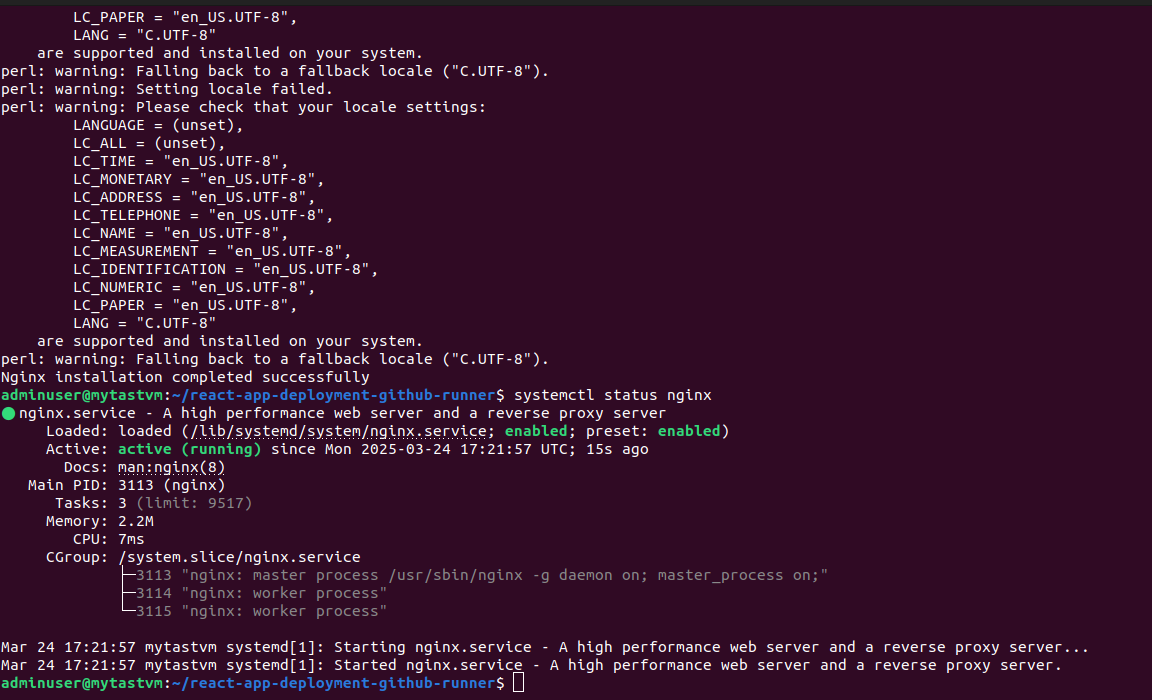 LC_PAPER = "en_US.UTF-8",
        LANG = "C.UTF-8"
    are supported and installed on your system.
perl: warning: Falling back to a fallback locale ("C.UTF-8").
perl: warning: Setting locale failed.
perl: warning: Please check that your locale settings:
        LANGUAGE = (unset),
        LC_ALL = (unset),
        LC_TIME = "en_US.UTF-8",
        LC_MONETARY = "en_US.UTF-8",
        LC_ADDRESS = "en_US.UTF-8",
        LC_TELEPHONE = "en_US.UTF-8",
        LC_NAME = "en_US.UTF-8",
        LC_MEASUREMENT = "en_US.UTF-8",
        LC_IDENTIFICATION = "en_US.UTF-8",
        LC_NUMERIC = "en_US.UTF-8",
        LC_PAPER = "en_US.UTF-8",
        LANG = "C.UTF-8"
    are supported and installed on your system.
perl: warning: Falling back to a fallback locale ("C.UTF-8").
Nginx installation completed successfully
adminuser@mytastvm:~/react-app-deployment-github-runner$ systemctl status nginx
● nginx.service - A high performance web server and a reverse proxy server
     Loaded: loaded (/lib/systemd/system/nginx.service; enabled; preset: enabled)
     Active: active (running) since Mon 2025-03-24 17:21:57 UTC; 15s ago
       Docs: man:nginx(8)
   Main PID: 3113 (nginx)
      Tasks: 3 (limit: 9517)
     Memory: 2.2M
        CPU: 7ms
     CGroup: /system.slice/nginx.service
             ├─3113 "nginx: master process /usr/sbin/nginx -g daemon on; master_process on;"
             ├─3114 "nginx: worker process"
             └─3115 "nginx: worker process"

Mar 24 17:21:57 mytastvm systemd[1]: Starting nginx.service - A high performance web server and a reverse proxy server...
Mar 24 17:21:57 mytastvm systemd[1]: Started nginx.service - A high performance web server and a reverse proxy server.
adminuser@mytastvm:~/react-app-deployment-github-runner$